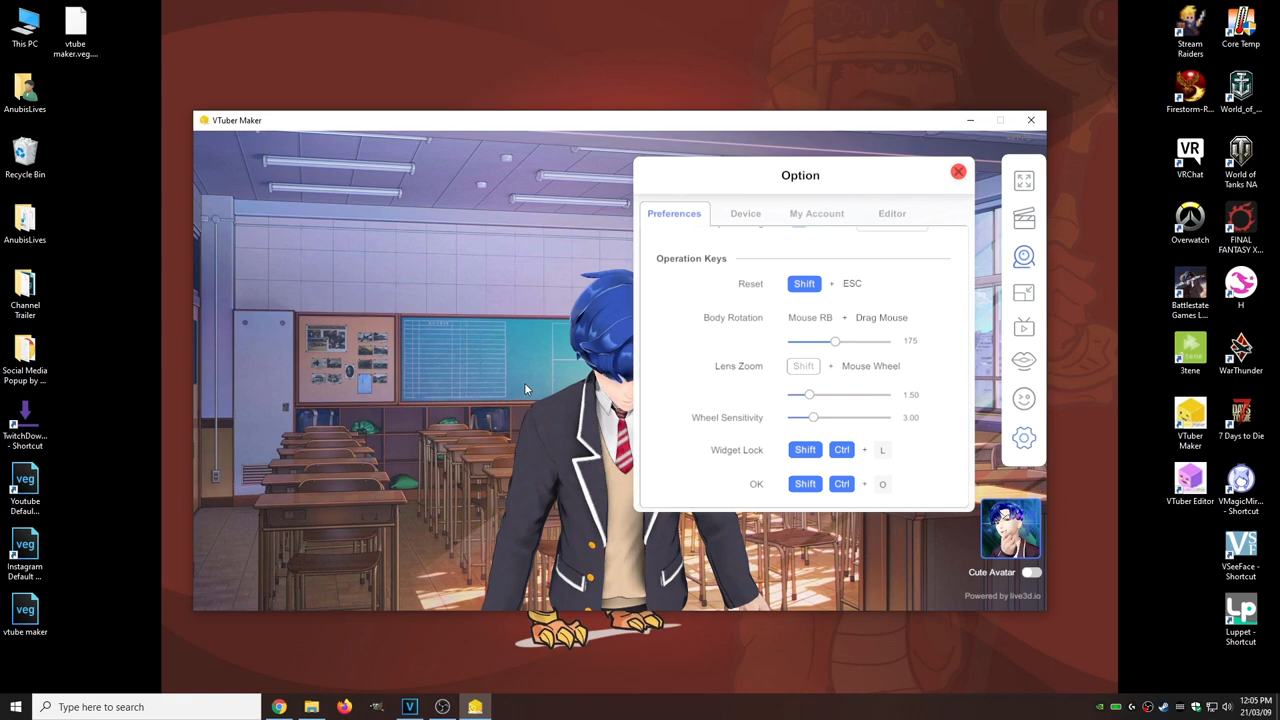 This PC
vtube
maker.veg....
AnubisLives
Recycle Bin
AnubisLives
Channel
Trailer
Social Media
Popup by ...
TwitchDow...
- Shortcut
Youtube
Defaul...
Instagram
Default ...
vtube maker
VTuber Maker
Option
Preferences
Device
My Account
Editor
Operation Keys
Reset
Shift + ESC
Body Rotation
Mouse RB + Drag Mouse
175
Lens Zoom
Shift + Mouse Wheel
1.50
Wheel Sensitivity
3.00
Widget Lock
Shift Ctrl + L
OK
Shift Ctrl + O
Cute Avatar
Powered by live3d.io
Stream
Raiders
Core Temp
Firestorm-R...
World_of_...
VRChat
World of
Tanks NA
Overwatch
FINAL
FANTASY X...
Battlestate
Games L...
H
3tene
WarThunder
VTuber
Maker
7 Days to Die
VTuber Editor
VMagicMir...
- Shortcut
VSeeFace -
Shortcut
Luppet -
Shortcut
Type here to search
12:05 PM
21/03/09